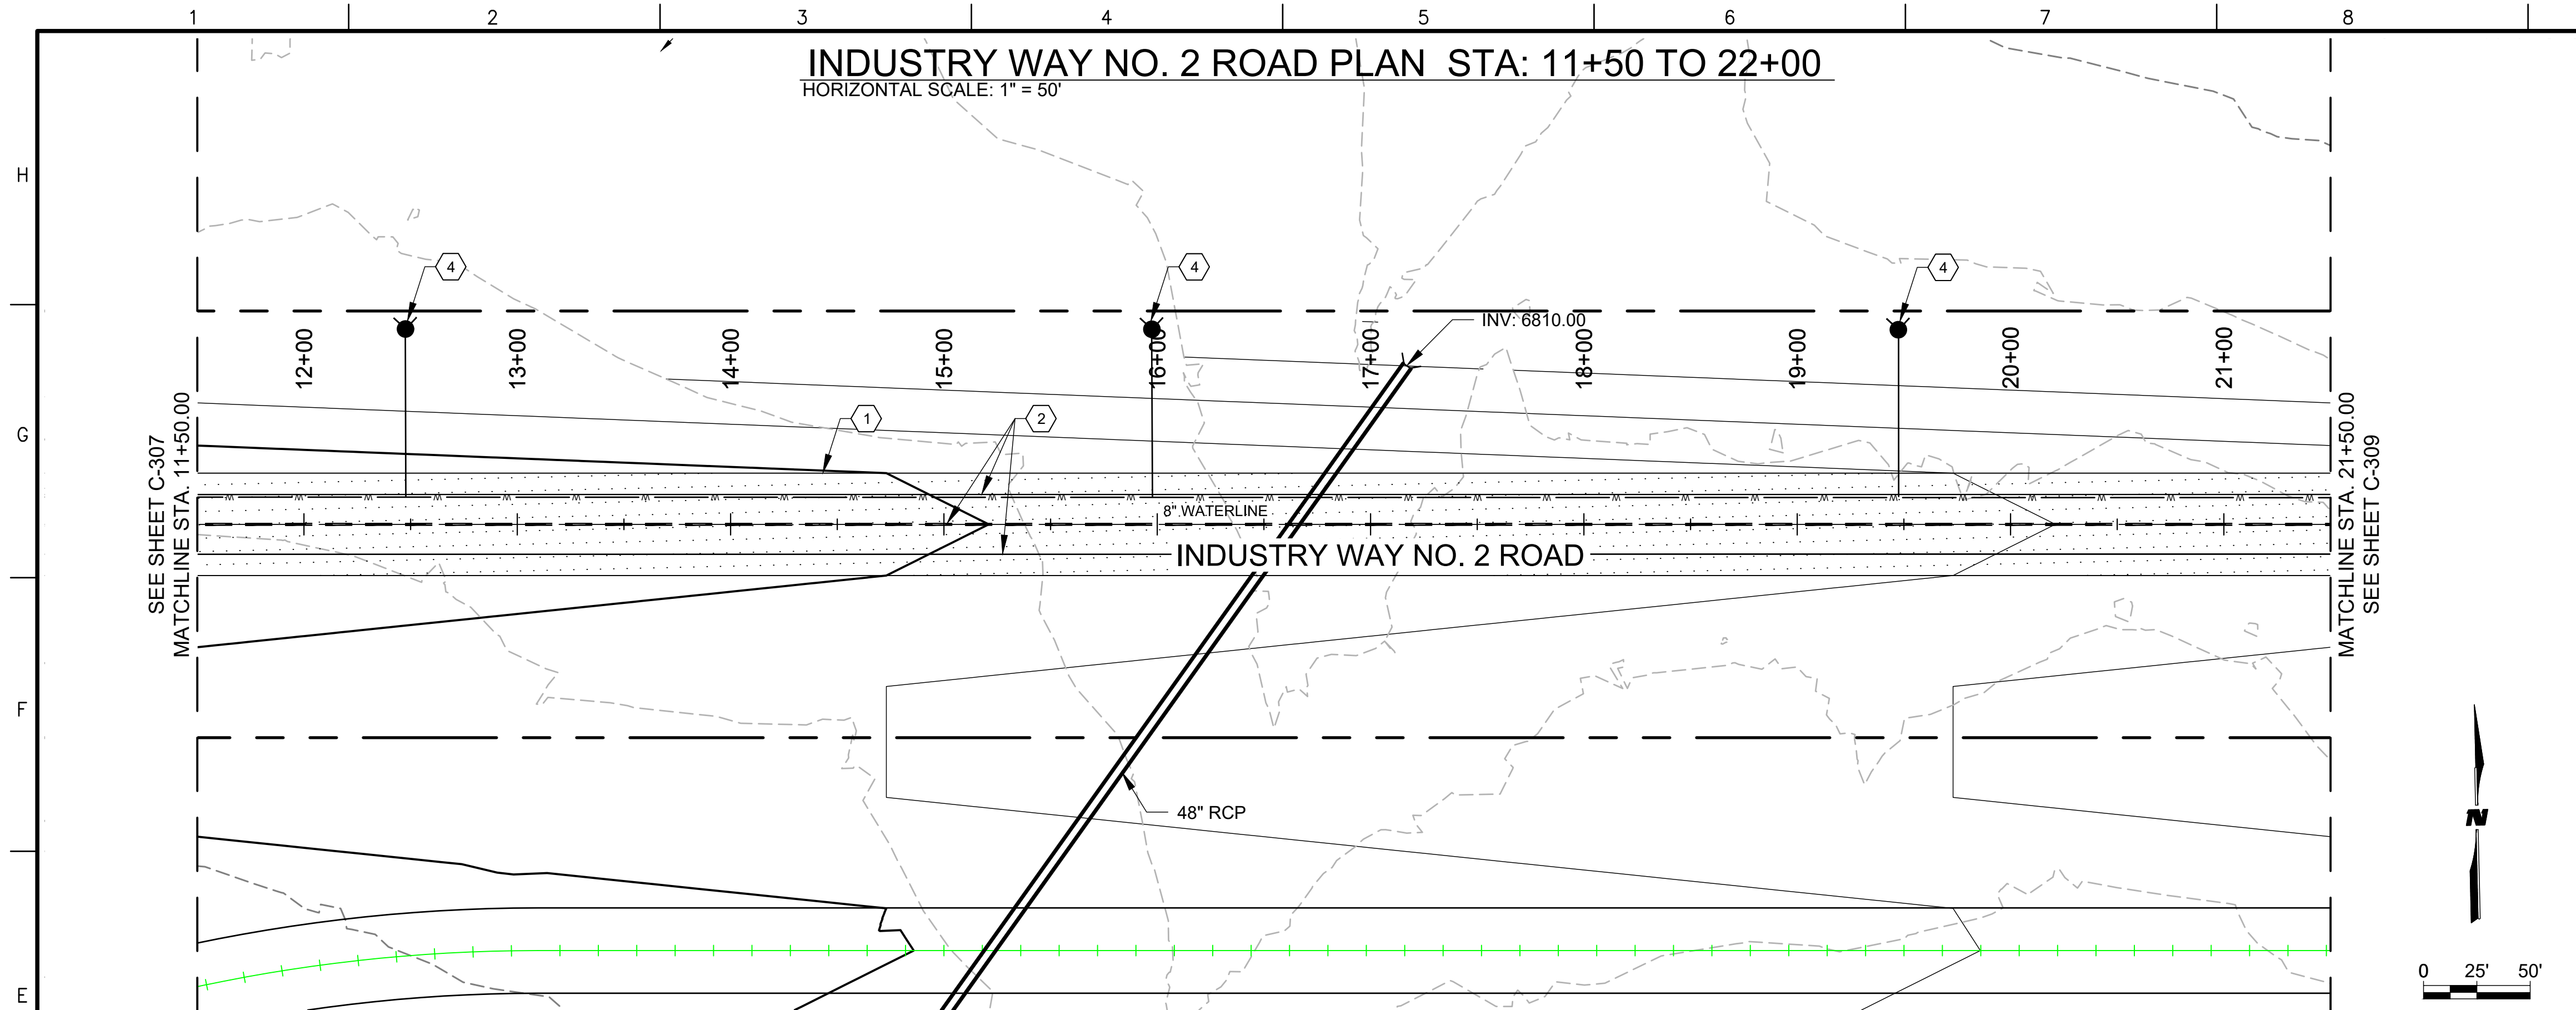 1 2 3 4 5 6 7 8
INDUSTRY WAY NO. 2 ROAD PLAN STA: 11+50 TO 22+00
HORIZONTAL SCALE: 1" = 50'
H
4 4 4
INV: 6810.00
12+00 13+00 14+00 15+00 16+00 17+00 18+00 19+00 20+00 21+00
G
1 2
SEE SHEET C-307
MATCHLINE STA. 11+50.00
MATCHLINE STA. 21+50.00
SEE SHEET C-309
W W W W W W W W W W W W W W W W W W W W W W W W W W W W W W W
8" WATERLINE
INDUSTRY WAY NO. 2 ROAD
F
48" RCP
N
E
0 25' 50'